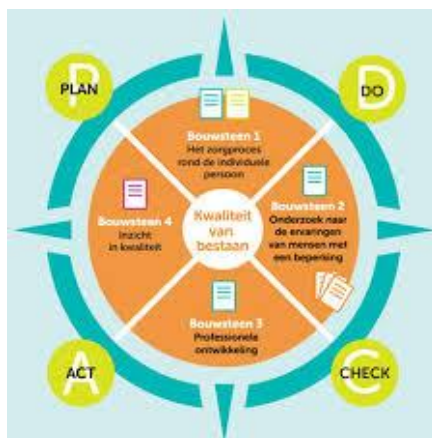 P
PLAN
D
DO
Bouwsteen 1
Het zorgproces
rond de individuele
persoon
Bouwsteen 4
Inzicht
in kwaliteit
Kwaliteit
van
bestaan
Bouwsteen 2
Onderzoek naar
de ervaringen
van mensen met
een beperking
Bouwsteen 3
Professionele
ontwikkeling
A
ACT
C
CHECK